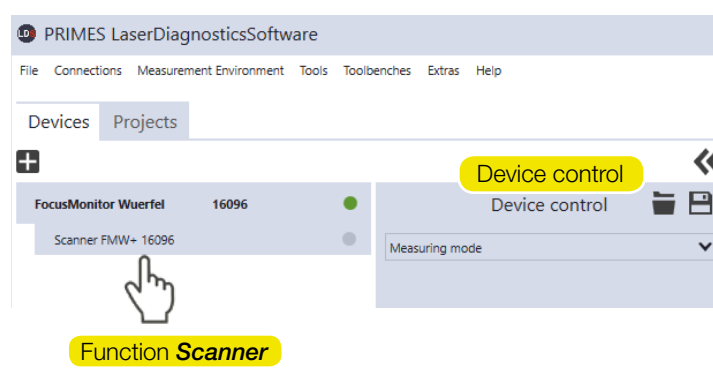 LD PRIMES LaserDiagnosticsSoftware
File Connections Measurement Environment Tools Toolbenches Extras Help
Devices Projects
Device control
FocusMonitor Wuerfel 16096
Device control
Scanner FMW+ 16096
Measuring mode
Function Scanner